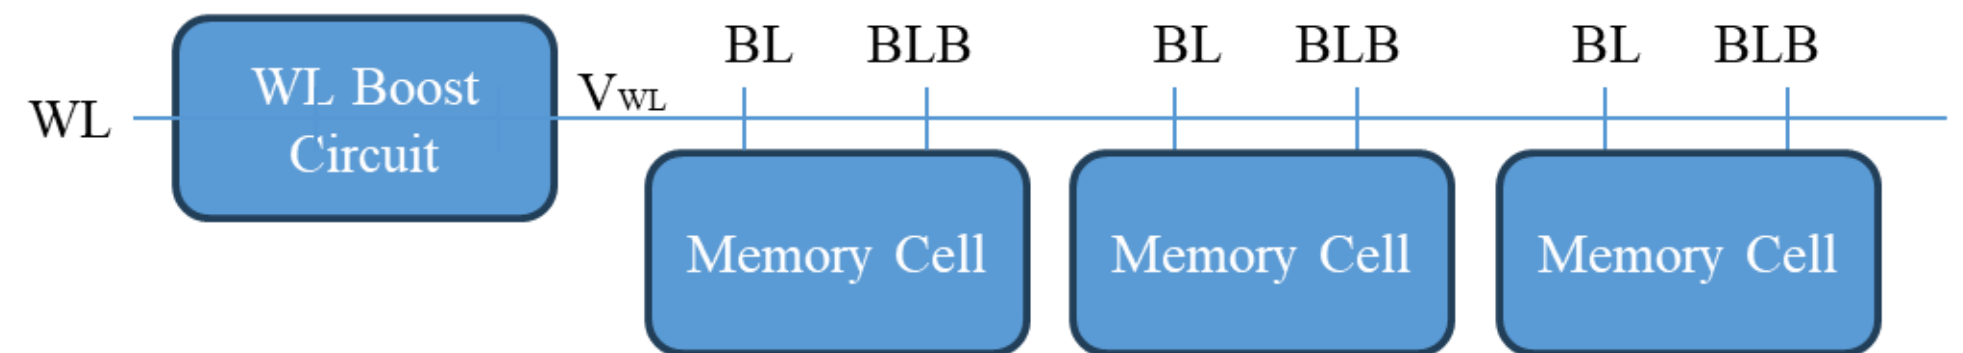 BL BLB BL BLB BL BLB
WL Boost
Circuit
WL
VWL
Memory Cell Memory Cell Memory Cell